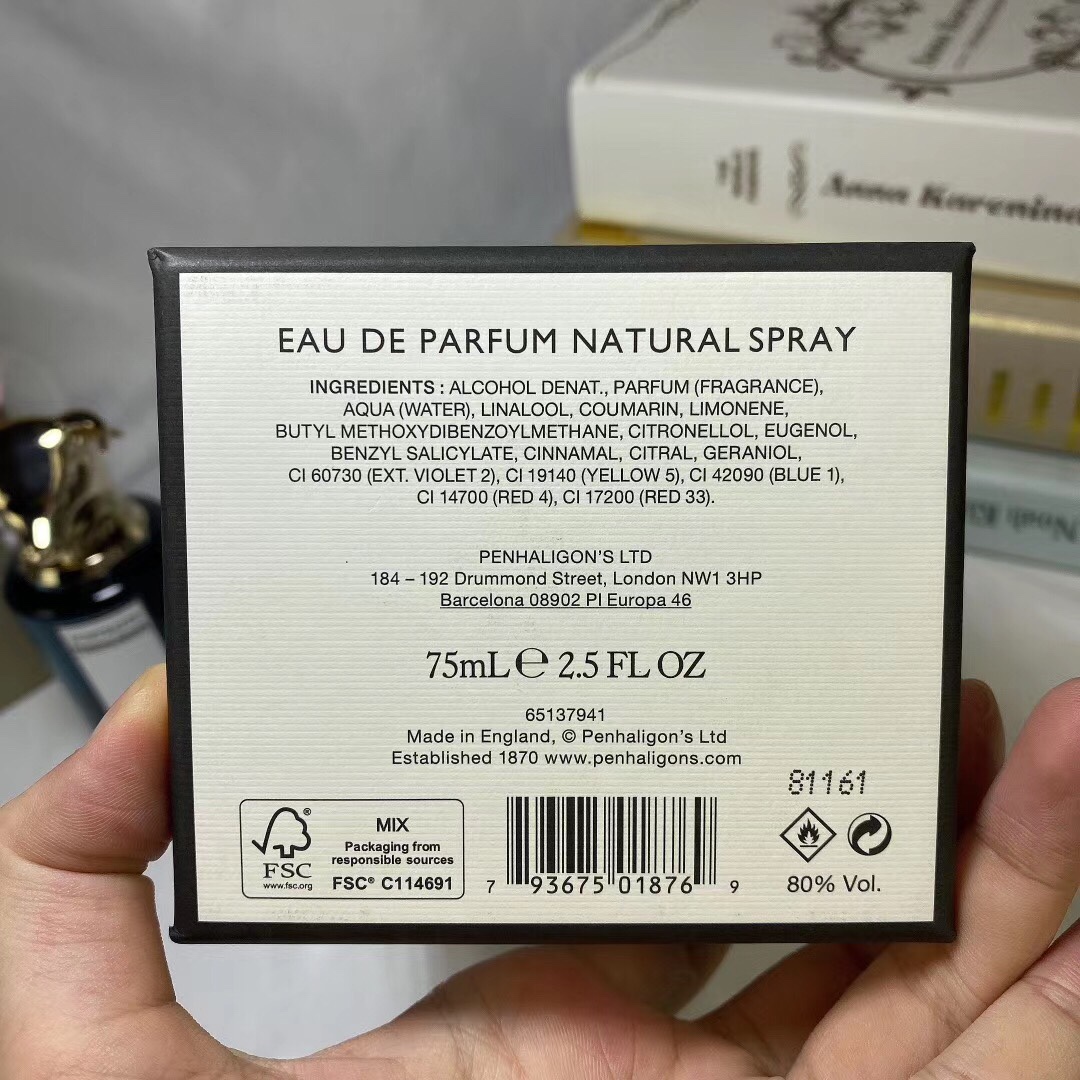 Anna Karenina
EAU DE PARFUM NATURAL SPRAY
INGREDIENTS : ALCOHOL DENAT., PARFUM (FRAGRANCE),
AQUA (WATER), LINALOOL, COUMARIN, LIMONENE,
BUTYL METHOXYDIBENZOYLMETHANE, CITRONELLOL, EUGENOL,
BENZYL SALICYLATE, CINNAMAL, CITRAL, GERANIOL,
CI 60730 (EXT. VIOLET 2), CI 19140 (YELLOW 5), CI 42090 (BLUE 1),
CI 14700 (RED 4), CI 17200 (RED 33).
PENHALIGON'S LTD
184 – 192 Drummond Street, London NW1 3HP
Barcelona 08902 Pl Europa 46
75mL ℮ 2.5 FL OZ
65137941
Made in England, © Penhaligon's Ltd
Established 1870 www.penhaligons.com
81161
FSC
www.fsc.org
MIX
Packaging from
responsible sources
FSC® C114691
7 93675 01876 9
80% Vol.